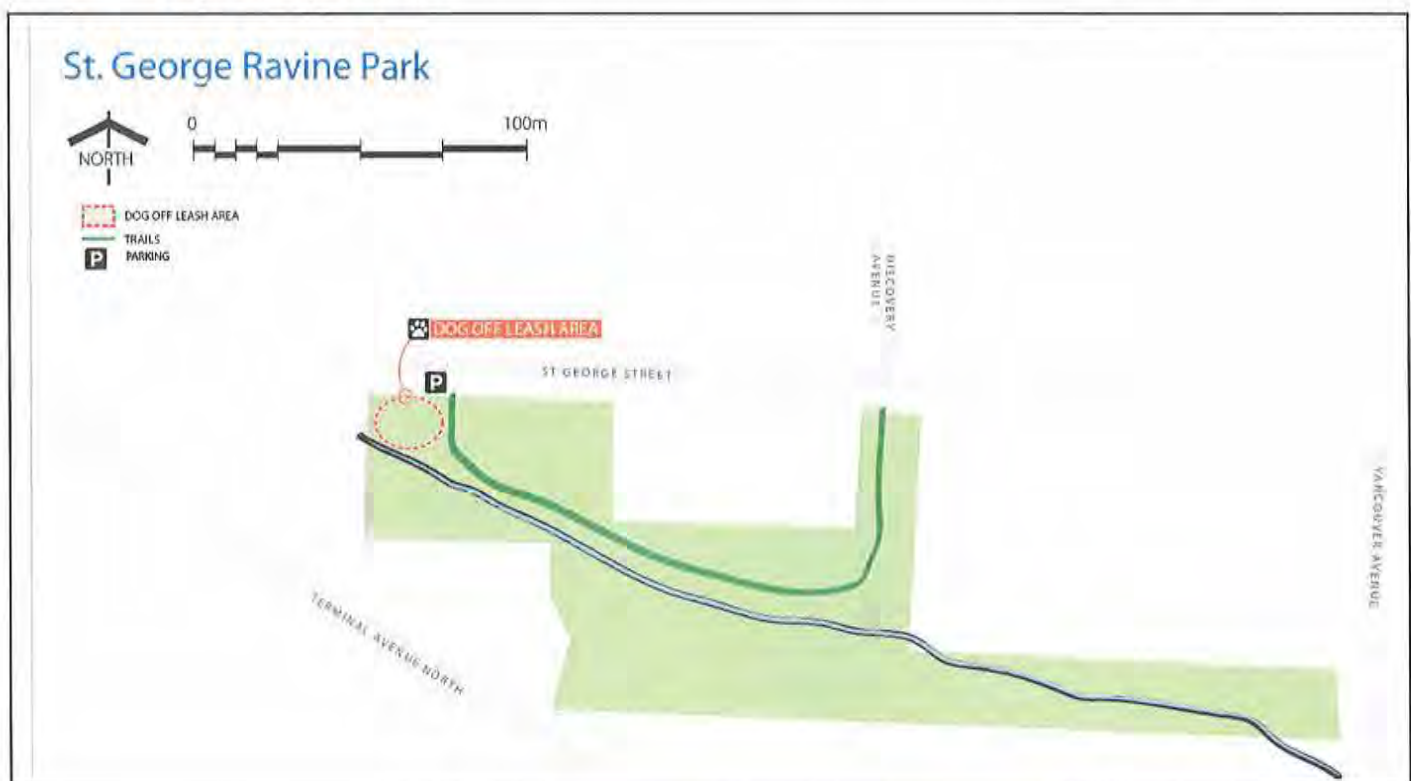 St. George Ravine Park
0 100m
NORTH
DOG OFF LEASH AREA
TRAILS
P PARKING
DISCOVERY
AVENUE
DOG OFF LEASH AREA
ST GEORGE STREET
P
VANCOUVER AVENUE
TERMINAL AVENUE NORTH